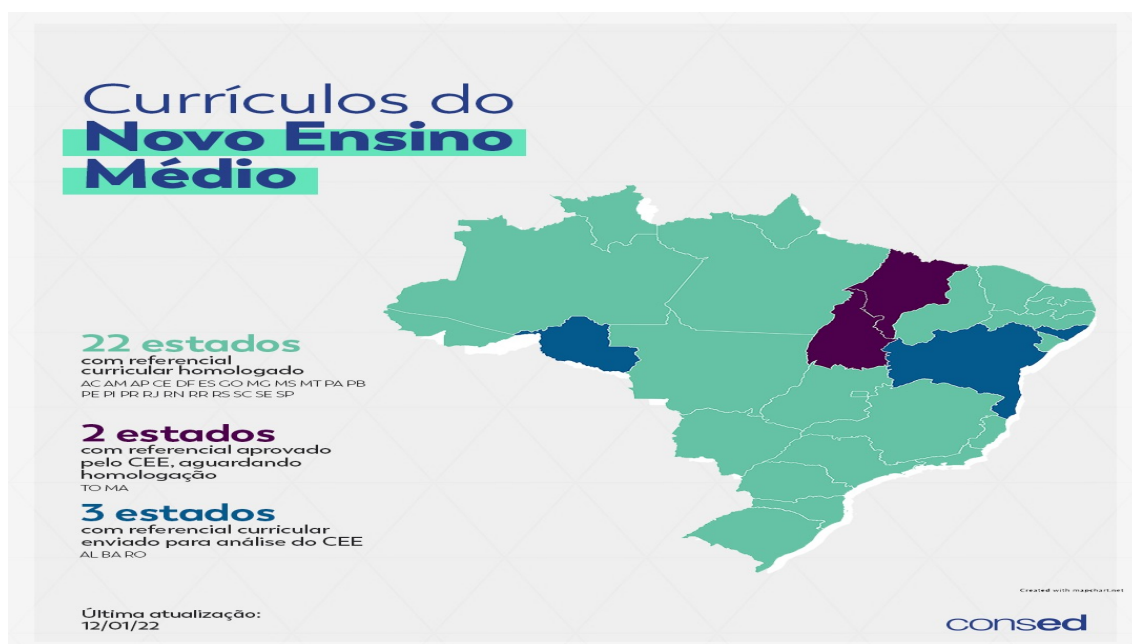 Currículos do
Novo Ensino
Médio
22 estados
com referencial
curricular homologado
AC AM AP CE DF ES GO MG MS MT PA PB
PE PI PR RJ RN RR RS SC SE SP
2 estados
com referencial aprovado
pelo CEE, aguardando
homologação
TO MA
3 estados
com referencial curricular
enviado para análise do CEE
AL BA RO
Última atualização:
12/01/22
Created with mapchart.net
consed